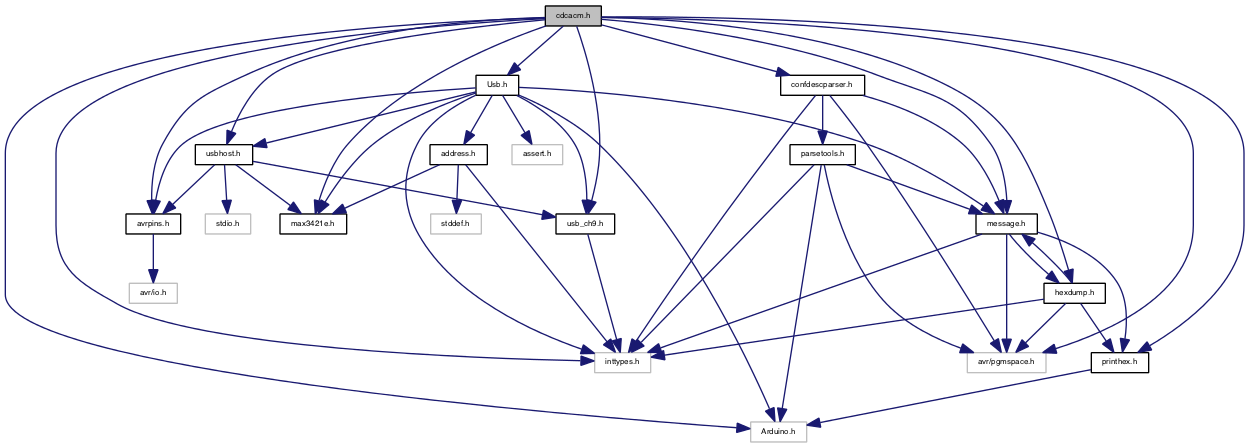 cdcacm.h
Usb.h
confdescparser.h
usbhost.h
address.h
assert.h
parsetools.h
avrpins.h
stdio.h
max3421e.h
stddef.h
usb_ch9.h
message.h
avr/io.h
hexdump.h
inttypes.h
avr/pgmspace.h
printhex.h
Arduino.h